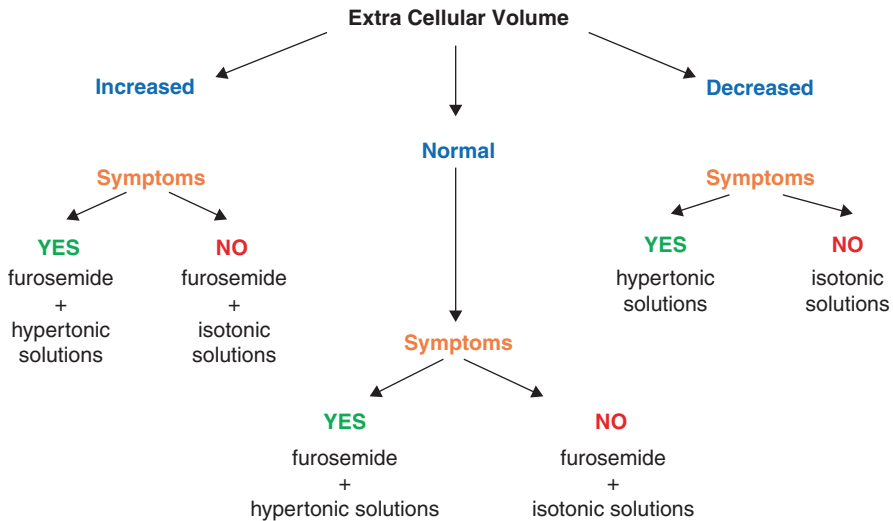 Extra Cellular Volume
Increased
Decreased
Normal
Symptoms
Symptoms
YES
NO
YES
NO
furosemide
+
hypertonic
solutions
furosemide
+
isotonic
solutions
hypertonic
solutions
isotonic
solutions
Symptoms
YES
NO
furosemide
+
hypertonic solutions
furosemide
+
isotonic solutions